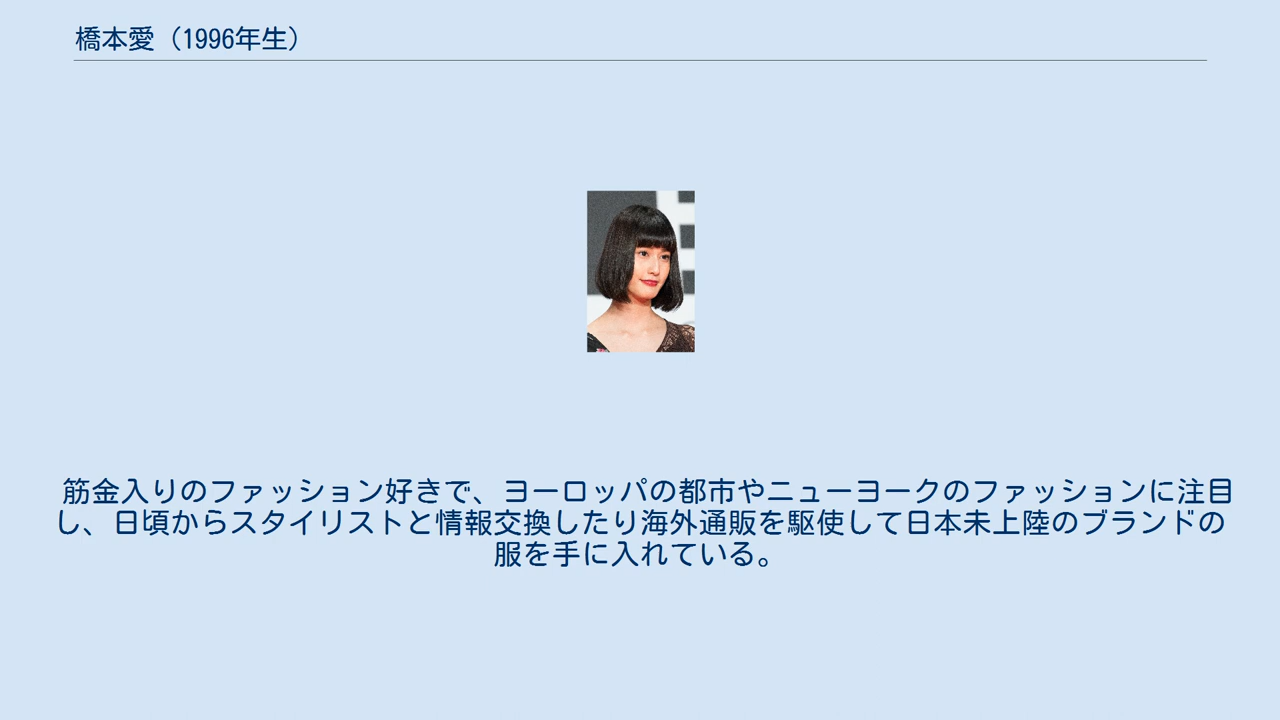 橋本愛（1996年生）
筋金入りのファッション好きで、ヨーロッパの都市やニューヨークのファッションに注目
し、日頃からスタイリストと情報交換したり海外通販を駆使して日本未上陸のブランドの
服を手に入れている。